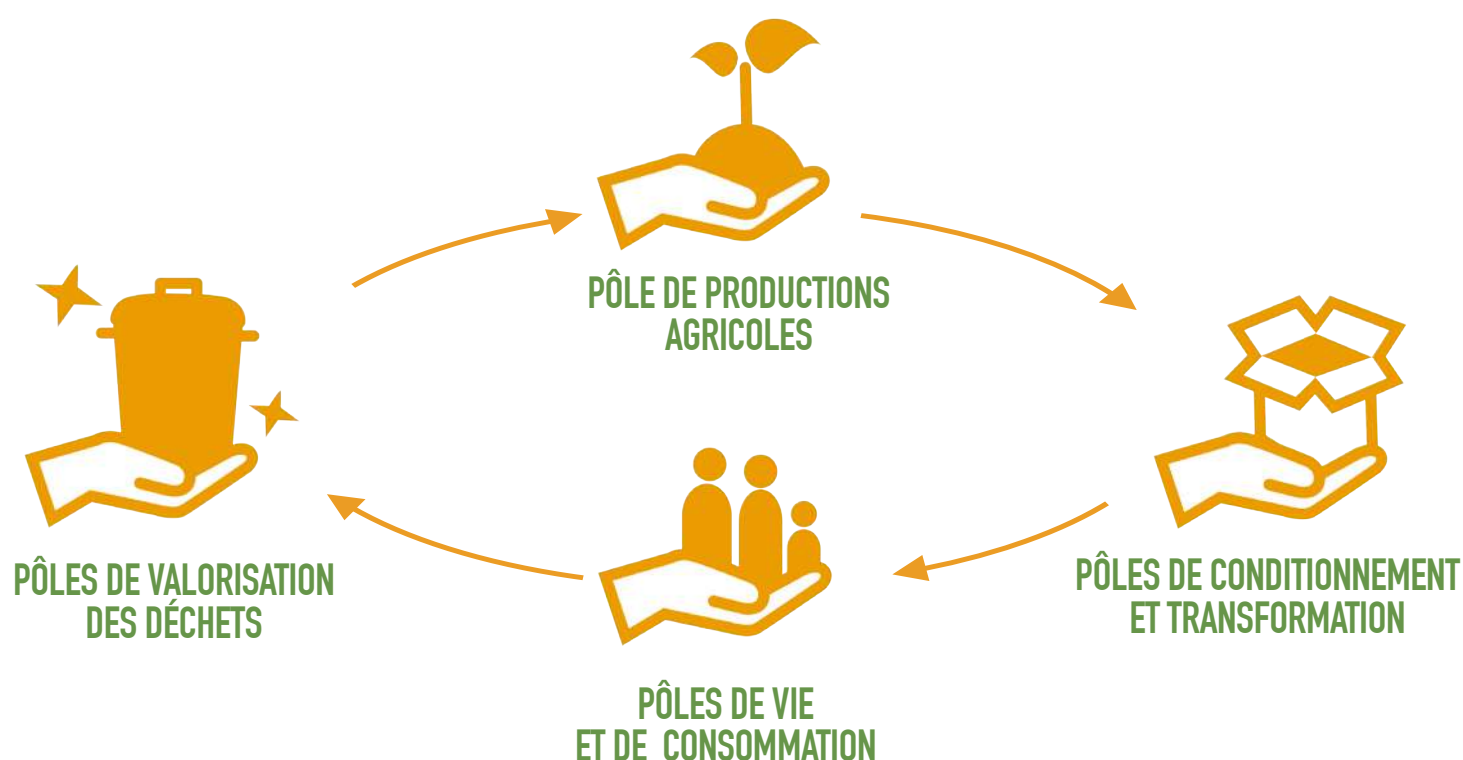 PÔLE DE PRODUCTIONS
AGRICOLES
PÔLES DE VALORISATION
DES DÉCHETS
PÔLES DE CONDITIONNEMENT
ET TRANSFORMATION
PÔLES DE VIE
ET DE CONSOMMATION